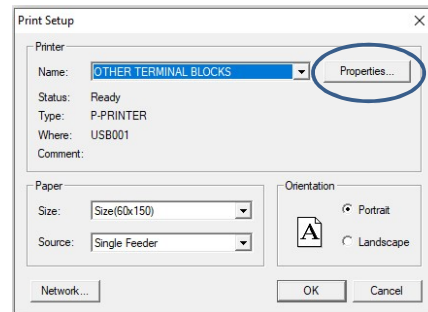 Print Setup
Printer
Name: OTHER TERMINAL BLOCKS Properties...
Status: Ready
Type: P-PRINTER
Where: USB001
Comment:
Paper
Size: Size(60x150)
Source: Single Feeder
Orientation
A
Portrait
Landscape
Network... OK Cancel